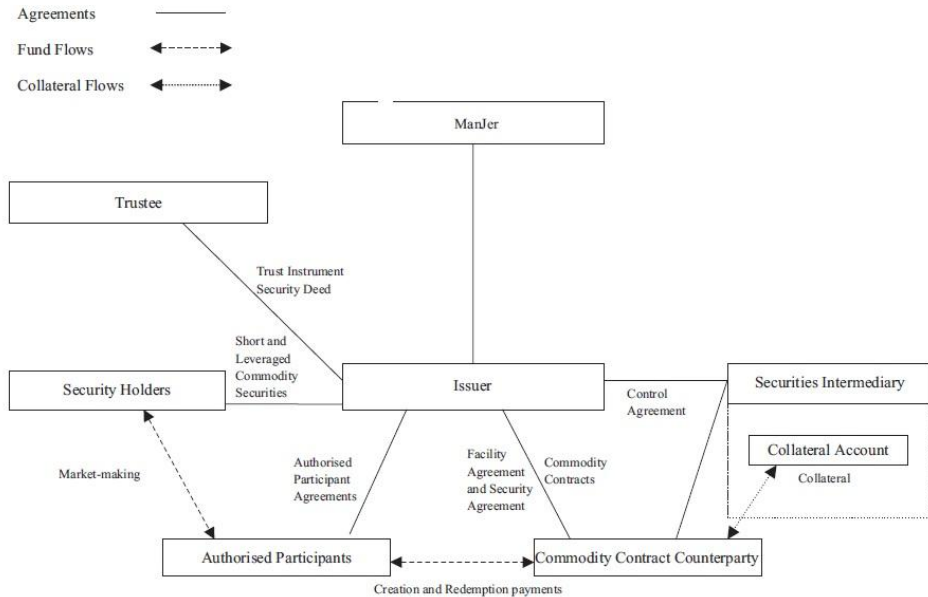 Agreements
Fund Flows
Collateral Flows
ManJer
Trustee
Trust Instrument
Security Deed
Short and
Leveraged
Commodity
Securities
Security Holders
Issuer
Securities Intermediary
Control
Agreement
Collateral Account
Collateral
Market-making
Authorised
Participant
Agreements
Facility
Agreement
and Security
Agreement
Commodity
Contracts
Authorised Participants
Commodity Contract Counterparty
Creation and Redemption payments